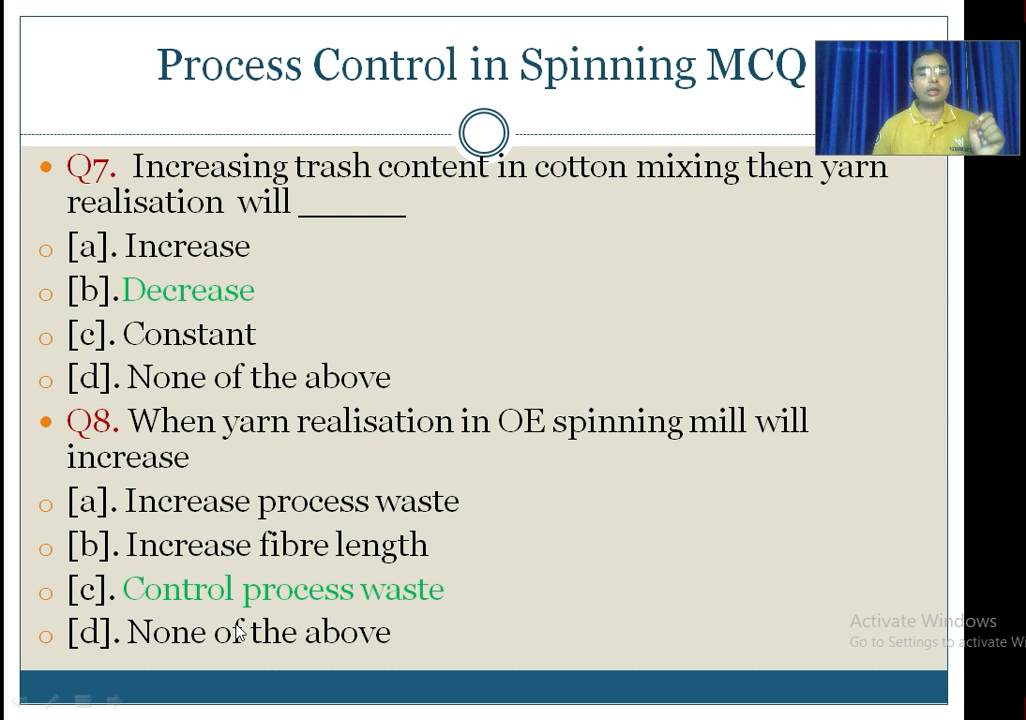 Process Control in Spinning MCQ
Q7. Increasing trash content in cotton mixing then yarn
realisation will _____
[a]. Increase
[b].Decrease
[c]. Constant
[d]. None of the above
Q8. When yarn realisation in OE spinning mill will
increase
[a]. Increase process waste
[b]. Increase fibre length
[c]. Control process waste
[d]. None of the above
Activate Windows
Go to Settings to activate Wi